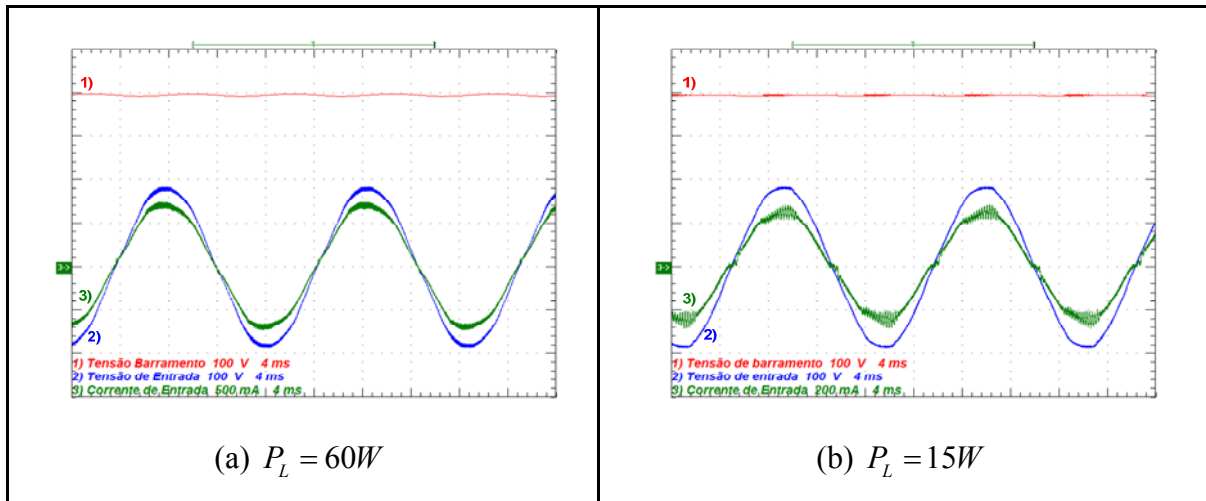 1)
3->
3)
2)
1) Tensão Barramento 100 V 4 ms
2) Tensão de Entrada 100 V 4 ms
3) Corrente de Entrada 500 mA 4 ms
(a) P_L = 60W
1)
3->
3)
2)
1) Tensão de barramento 100 V 4 ms
2) Tensão de entrada 100 V 4 ms
3) Corrente de Entrada 200 mA 4 ms
(b) P_L = 15W